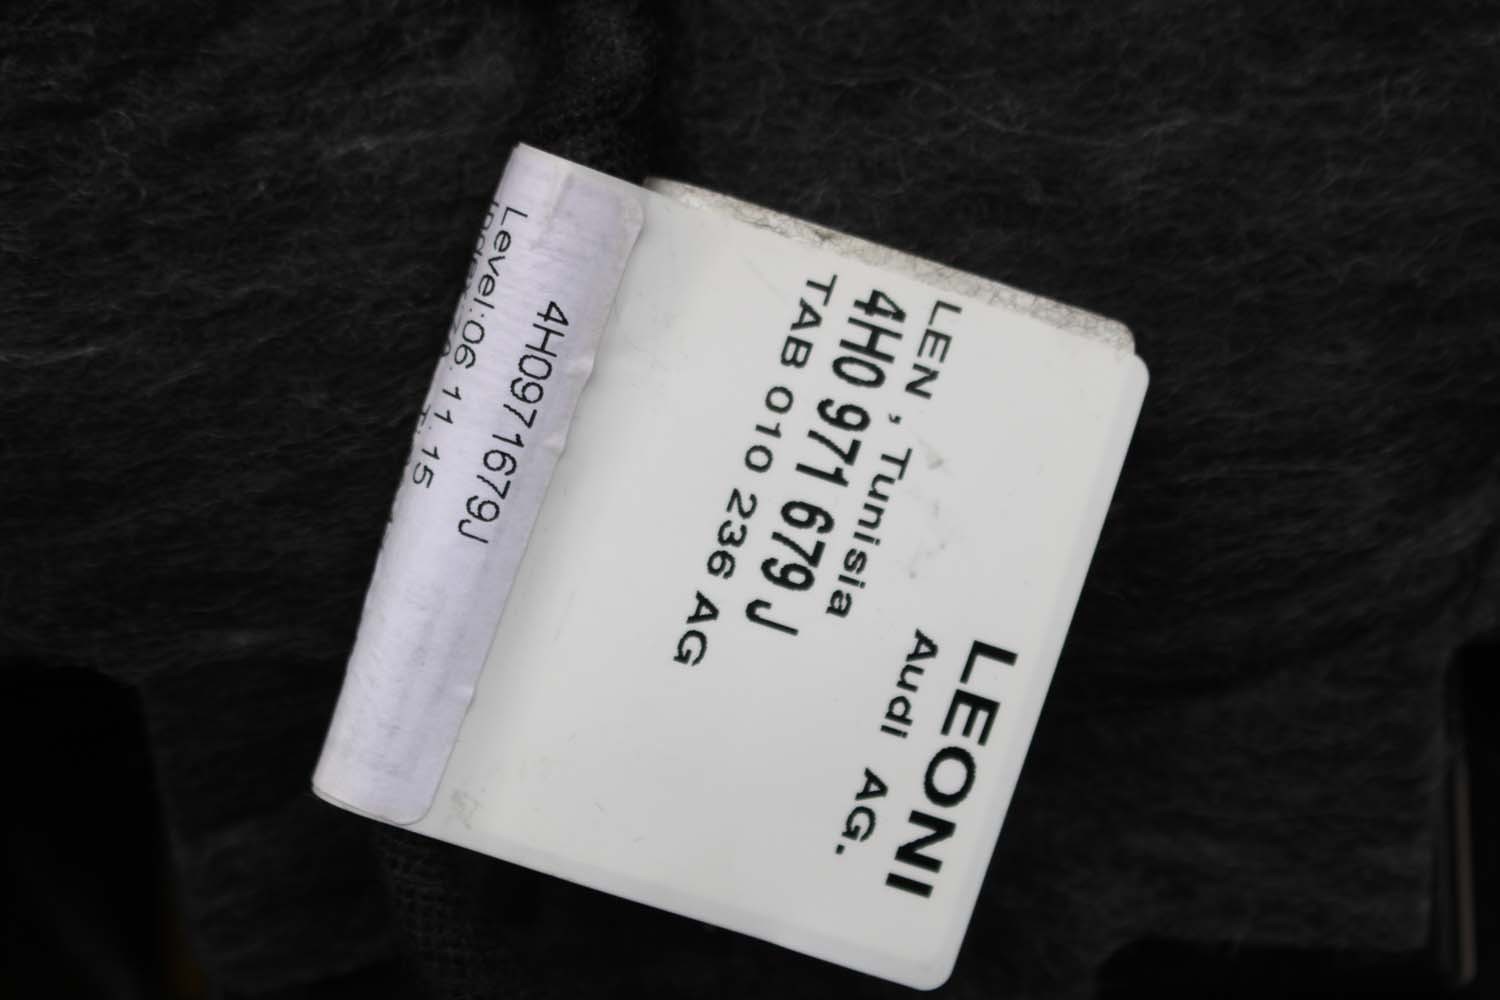 LEONI
LEN , Tunisia Audi AG.
4H0 971 679 J
TAB 010 236 AG
4H0971679J
Level:06.11.15